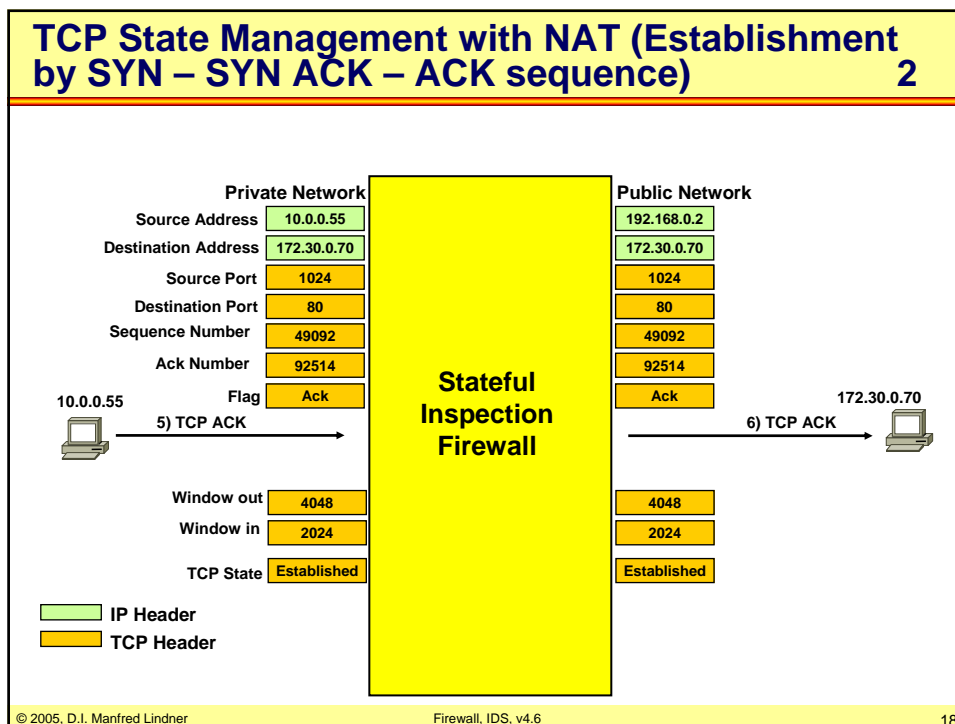 TCP State Management with NAT (Establishment
by SYN – SYN ACK – ACK sequence) 2
Private Network
Public Network
Source Address 10.0.0.55 192.168.0.2
Destination Address 172.30.0.70 172.30.0.70
Source Port 1024 1024
Destination Port 80 80
Sequence Number 49092 49092
Ack Number 92514 92514
Flag Ack Ack
Stateful
Inspection
Firewall
10.0.0.55
172.30.0.70
5) TCP ACK
6) TCP ACK
Window out 4048 4048
Window in 2024 2024
TCP State Established Established
IP Header
TCP Header
© 2005, D.I. Manfred Lindner
Firewall, IDS, v4.6
18